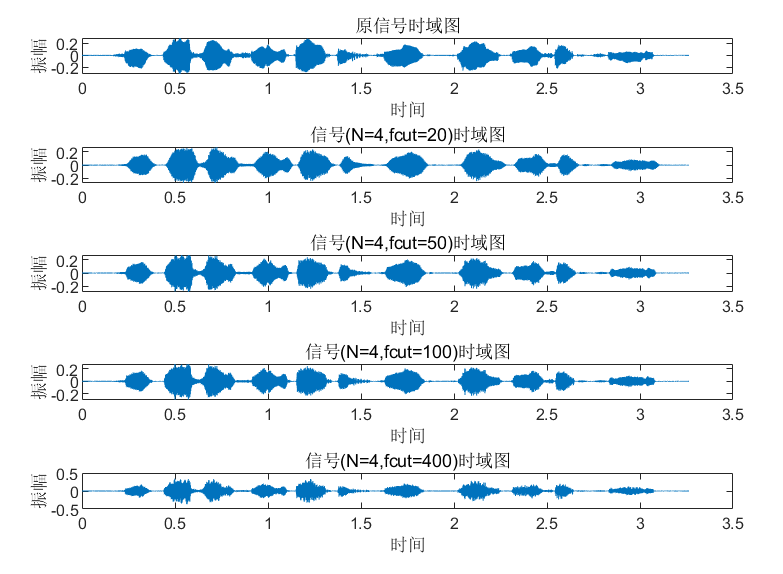 原信号时域图
振幅
0.2
0
-0.2
0 0.5 1 1.5 2 2.5 3 3.5
时间
信号(N=4,fcut=20)时域图
振幅
0.2
0
-0.2
0 0.5 1 1.5 2 2.5 3 3.5
时间
信号(N=4,fcut=50)时域图
振幅
0.2
0
-0.2
0 0.5 1 1.5 2 2.5 3 3.5
时间
信号(N=4,fcut=100)时域图
振幅
0.2
0
-0.2
0 0.5 1 1.5 2 2.5 3 3.5
时间
信号(N=4,fcut=400)时域图
振幅
0.5
0
-0.5
0 0.5 1 1.5 2 2.5 3 3.5
时间